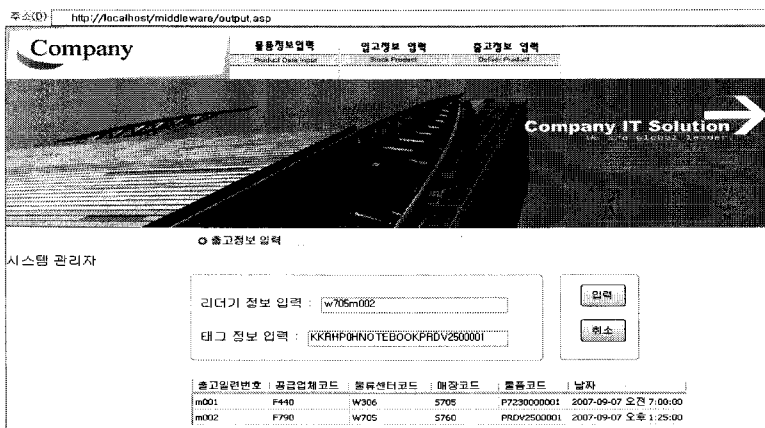 주소(D) http://localhost/middleware/output.asp
Company
물품정보입력 입고정보 입력 출고정보 입력
Product Data Input Stock Product Deliver Product
Company IT Solution
We are global leader
출고정보 입력
시스템 관리자
리더기 정보 입력 : w705m002
입력
태그 정보 입력 : KKRHP0HNOTEBOOKPRDV2500001
취소
출고일련번호 공급업체코드 물류센터코드 매장코드 물품코드 날짜
m001 F440 W306 S705 P7230000001 2007-09-07 오전 7:00:00
m002 F790 W705 S760 PRDV2500001 2007-09-07 오후 1:25:00